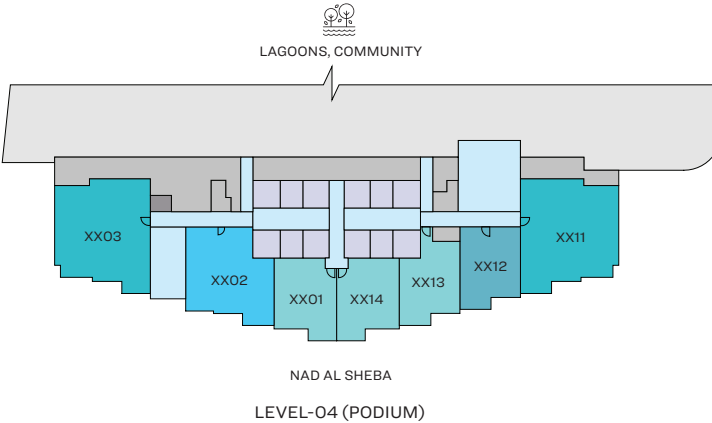 LAGOONS, COMMUNITY
XX03
XX02
XX01
XX14
XX13
XX12
XX11
NAD AL SHEBA
LEVEL-04 (PODIUM)